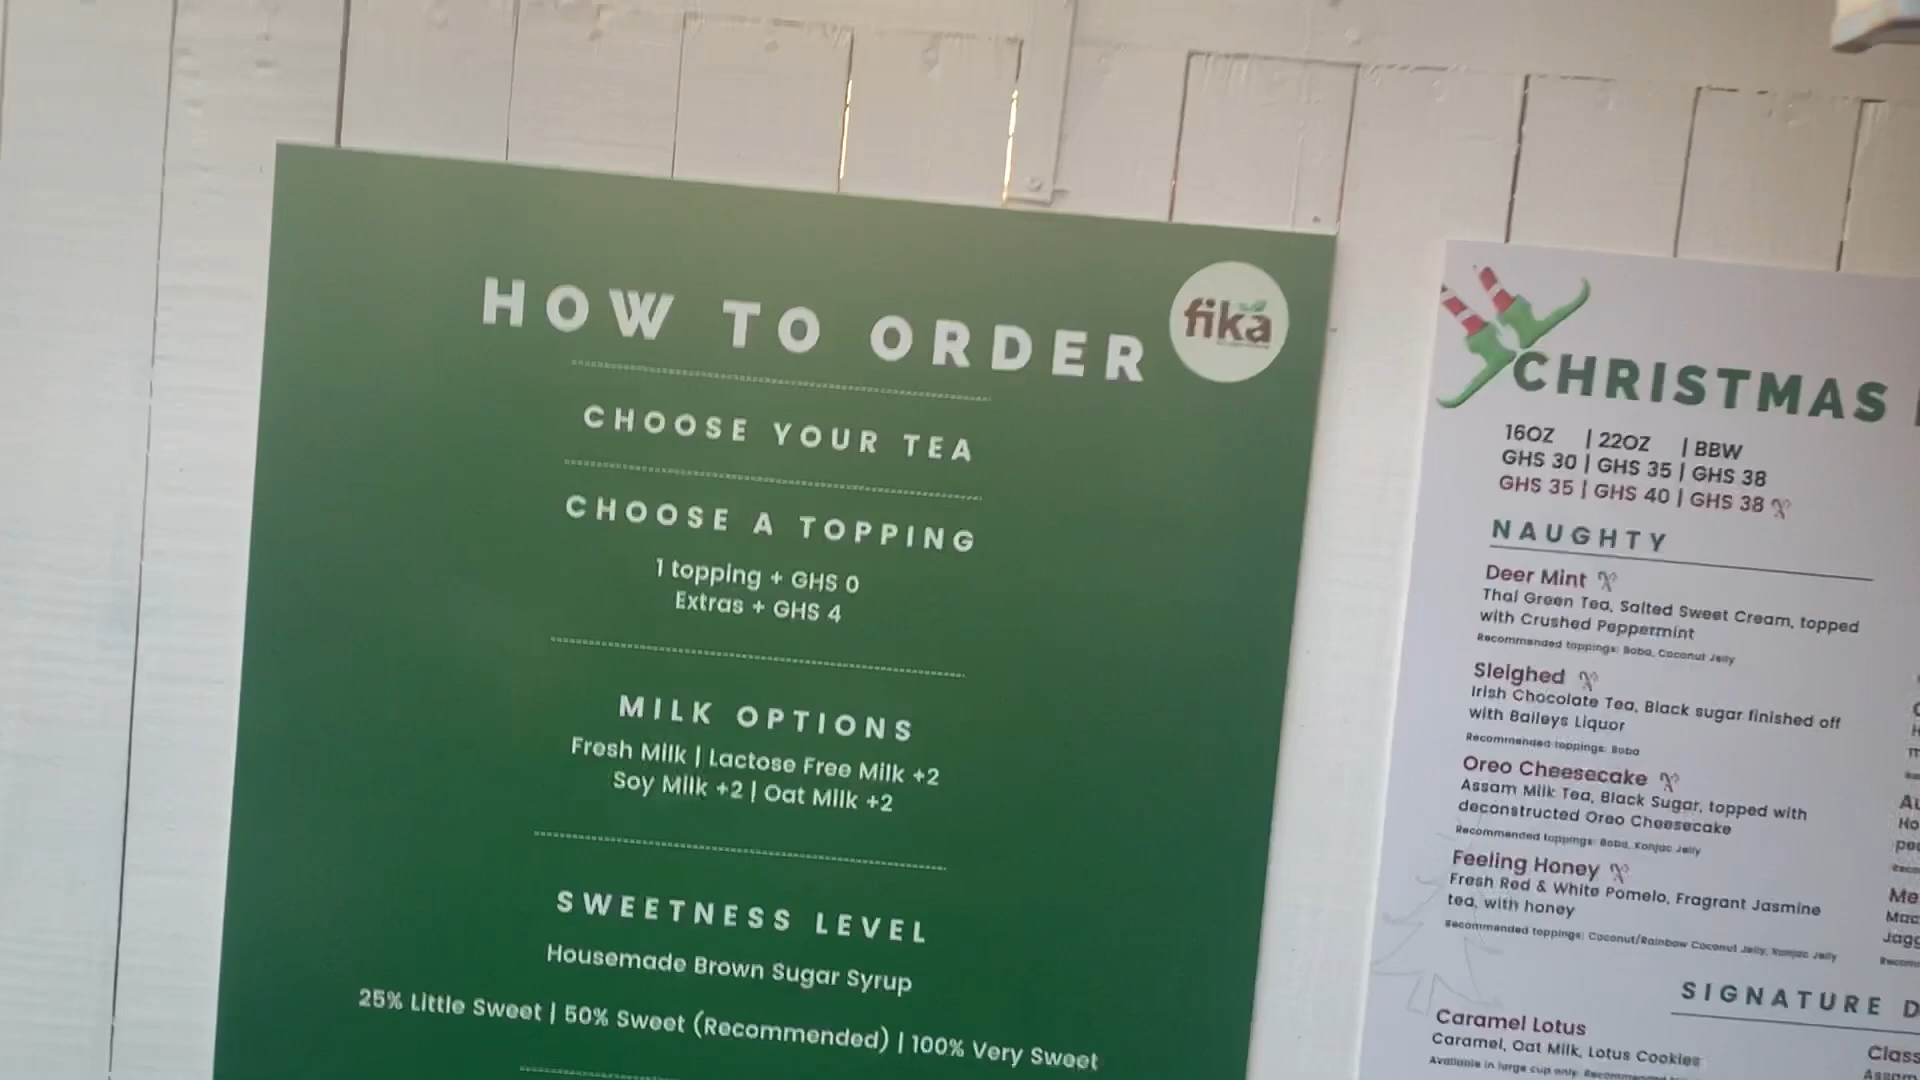 HOW TO ORDER
fika
CHOOSE YOUR TEA
CHOOSE A TOPPING
1 topping + GHS 0
Extras + GHS 4
MILK OPTIONS
Fresh Milk | Lactose Free Milk +2
Soy Milk +2 | Oat Milk +2
SWEETNESS LEVEL
Housemade Brown Sugar Syrup
25% Little Sweet | 50% Sweet (Recommended) | 100% Very Sweet
CHRISTMAS
16OZ | 22OZ | BBW
GHS 30 | GHS 35 | GHS 38
GHS 35 | GHS 40 | GHS 38
NAUGHTY
Deer Mint
Thai Green Tea, Salted Sweet Cream, topped
with Crushed Peppermint
Recommended toppings: Boba, Coconut Jelly
Sleighed
Irish Chocolate Tea, Black sugar finished off
with Baileys Liquor
Recommended toppings: Boba
Oreo Cheesecake
Assam Milk Tea, Black Sugar, topped with
deconstructed Oreo Cheesecake
Recommended toppings: Boba, Konjac Jelly
Feeling Honey
Fresh Red & White Pomelo, Fragrant Jasmine
tea, with honey
Recommended toppings: Coconut/Rainbow Coconut Jelly, Konjac Jelly
SIGNATURE D
Caramel Lotus
Caramel, Oat Milk, Lotus Cookies
Available in large cup only.
Class
Assam